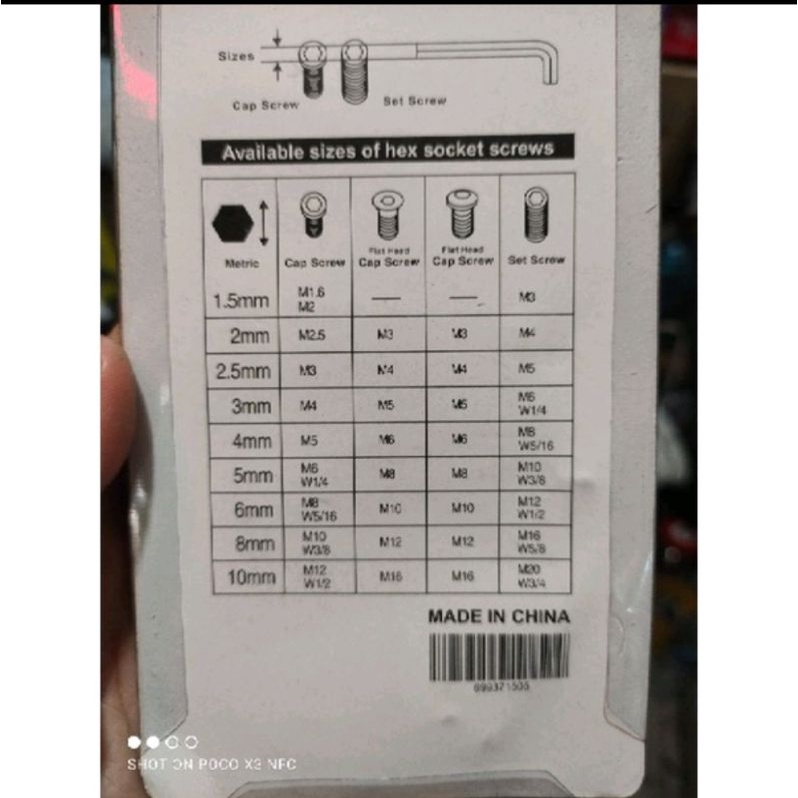 Sizes
Cap Screw
Set Screw
Available sizes of hex socket screws
Metric Cap Screw Flat Head Cap Screw Flat Head Cap Screw Set Screw
1.5mm M1.6 M2 — — M3
2mm M2.5 M3 M3 M4
2.5mm M3 M4 M4 M5
3mm M4 M5 M5 M6 W1/4
4mm M5 M6 M6 M8 W5/16
5mm M6 W1/4 M8 M8 M10 W3/8
6mm M8 W5/16 M10 M10 M12 W1/2
8mm M10 W3/8 M12 M12 M16 W5/8
10mm M12 W1/2 M16 M16 M20 W3/4
MADE IN CHINA
SHOT ON POCO X3 NFC